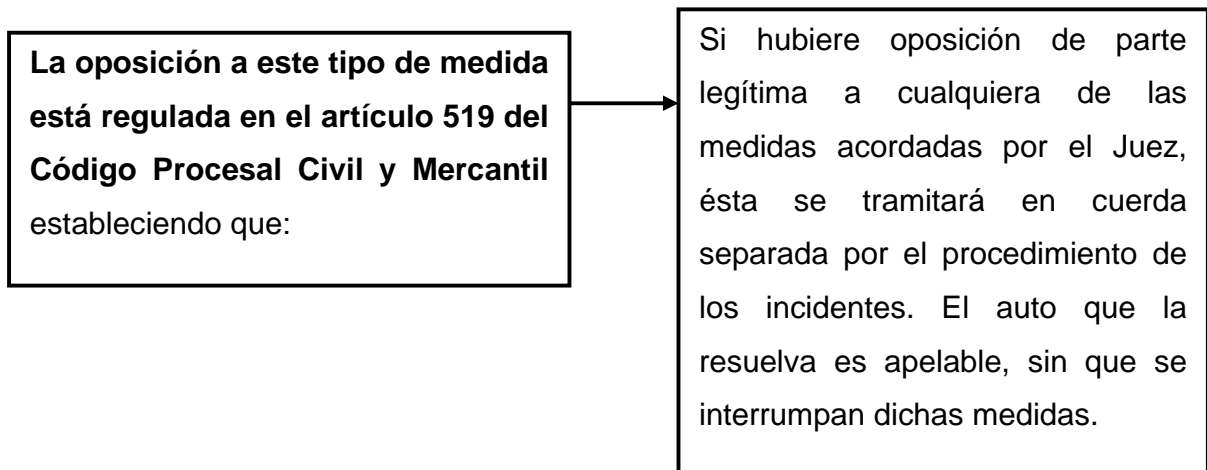 La oposición a este tipo de medida
está regulada en el artículo 519 del
Código Procesal Civil y Mercantil
estableciendo que:
Si hubiere oposición de parte
legítima a cualquiera de las
medidas acordadas por el Juez,
ésta se tramitará en cuerda
separada por el procedimiento de
los incidentes. El auto que la
resuelva es apelable, sin que se
interrumpan dichas medidas.